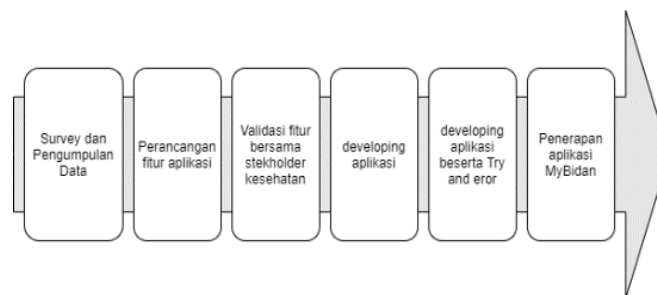 Survey dan
Pengumpulan
Data
Perancangan
fitur aplikasi
Validasi fitur
bersama
stekholder
kesehatan
developing
aplikasi
developing
aplikasi
beserta Try
and eror
Penerapan
aplikasi
MyBidan